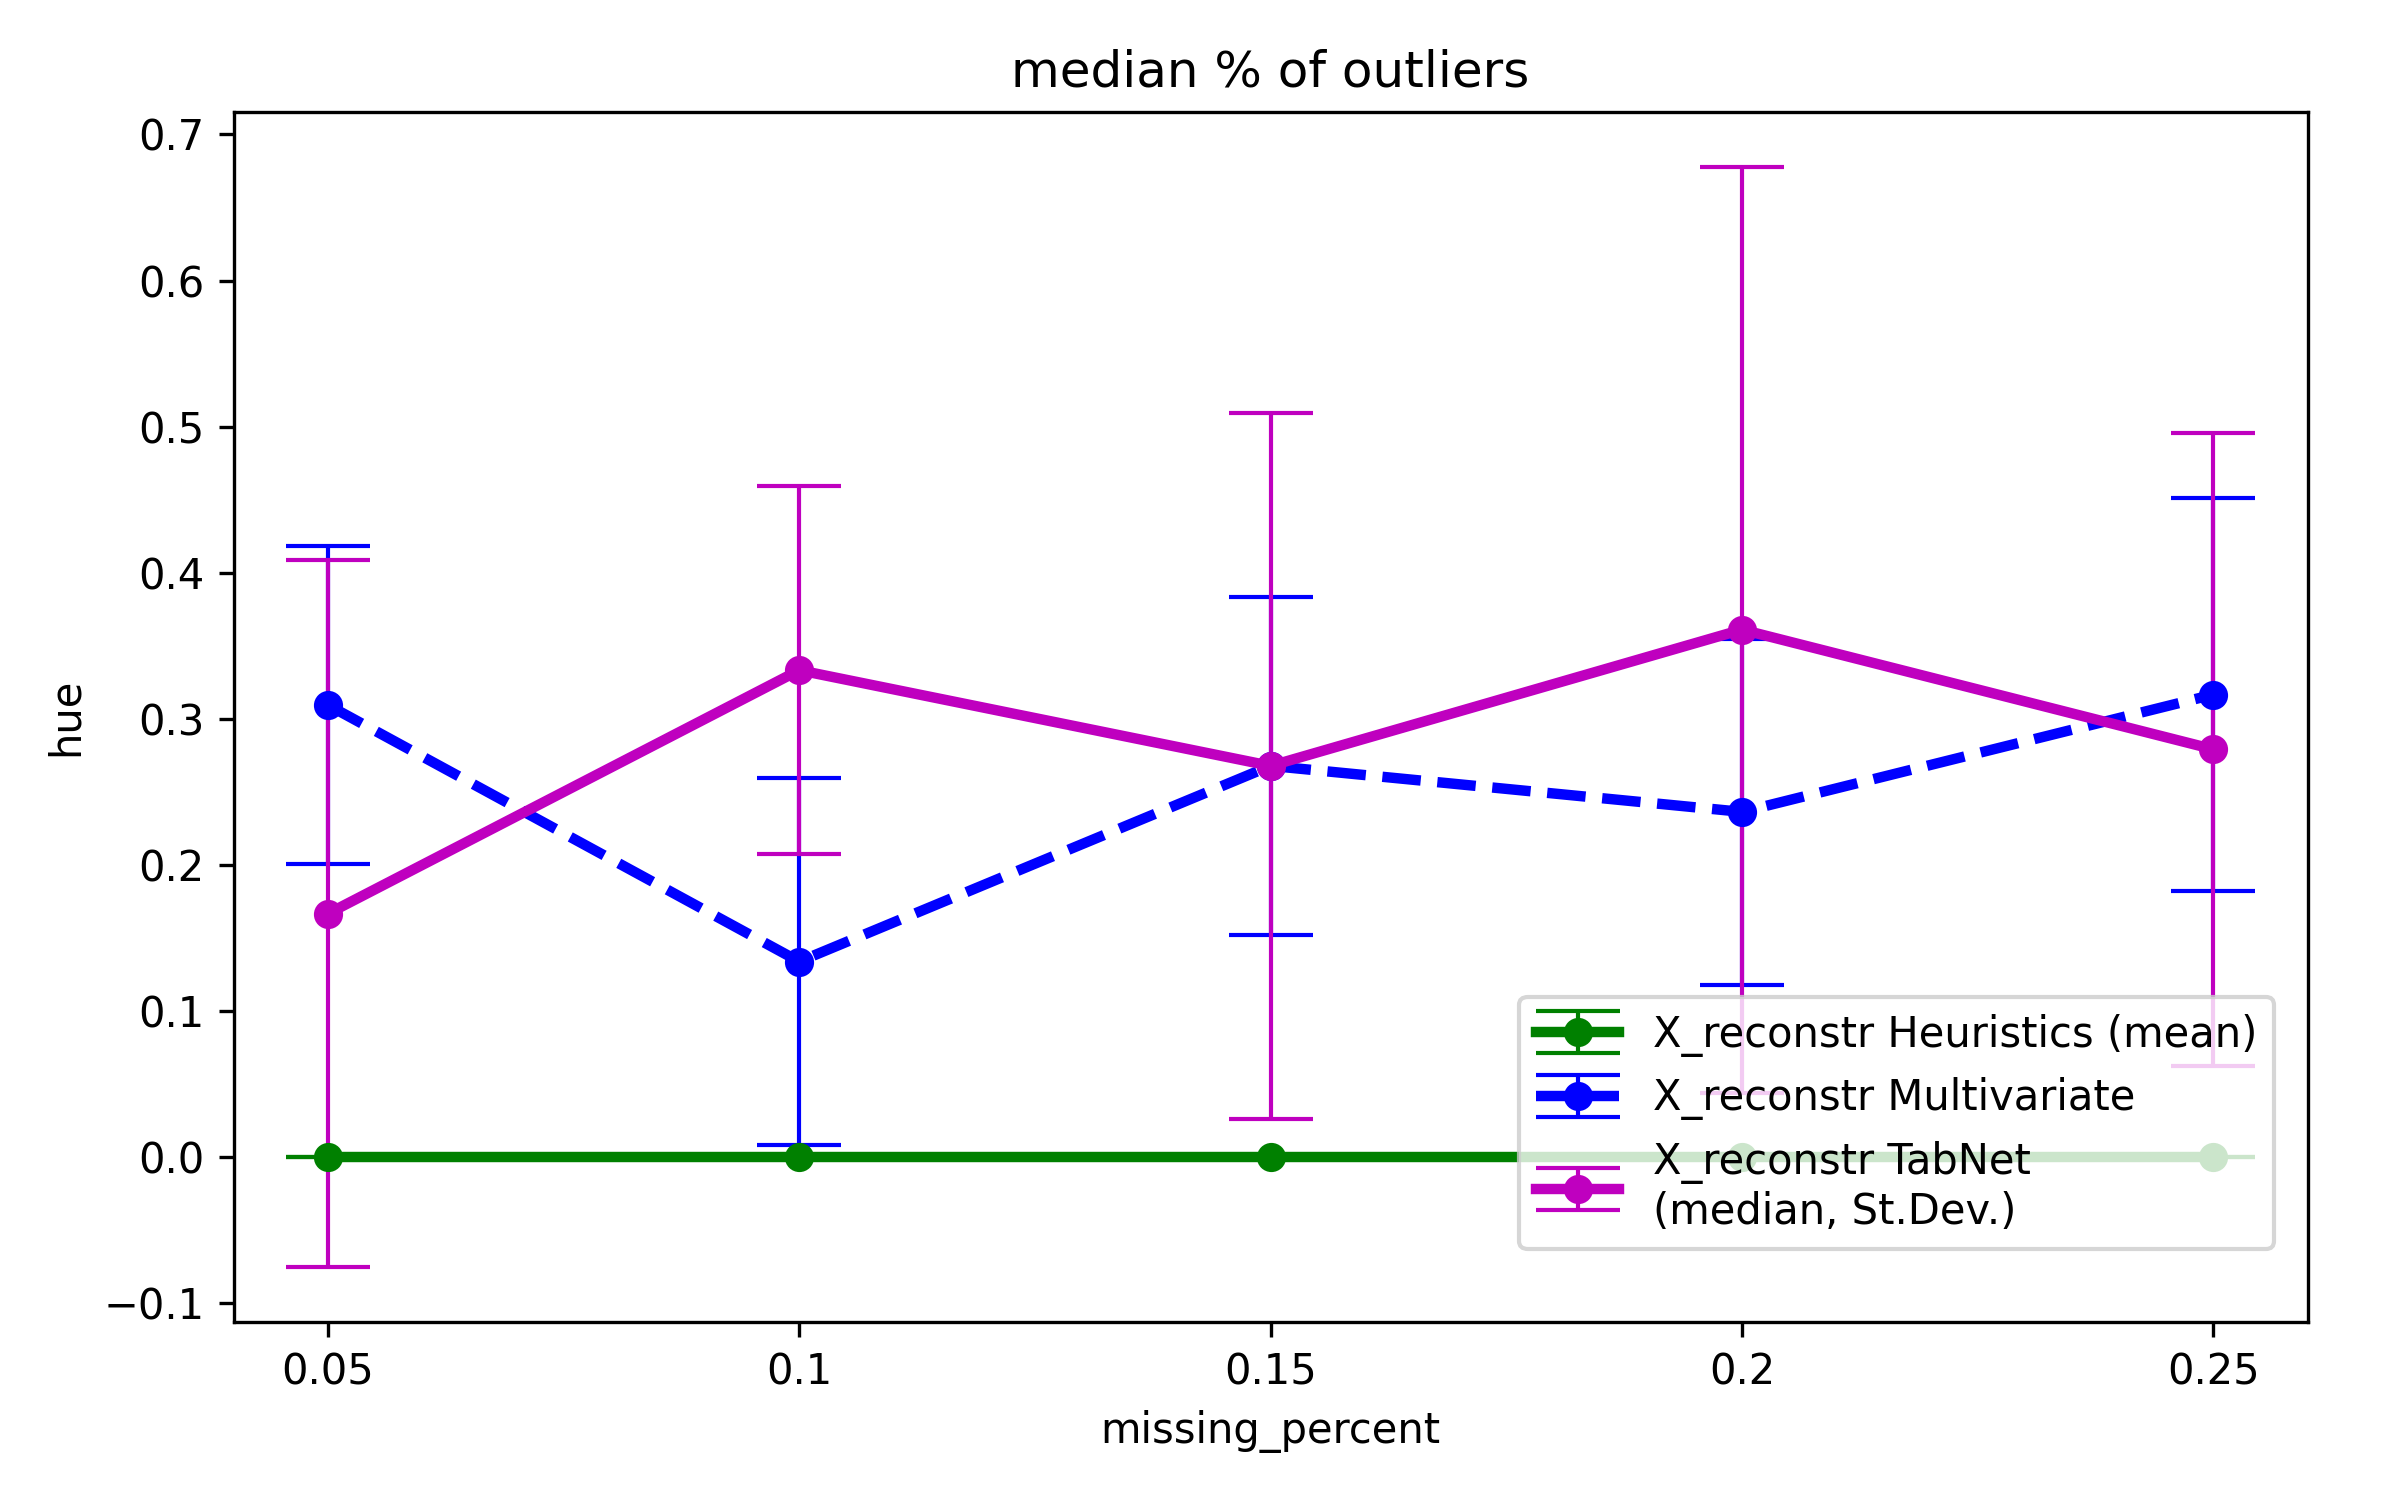 median % of outliers
hue
0.7
0.6
0.5
0.4
0.3
0.2
0.1
0.0
−0.1
X_reconstr Heuristics (mean)
X_reconstr Multivariate
X_reconstr TabNet
(median, St.Dev.)
0.05 0.1 0.15 0.2 0.25
missing_percent